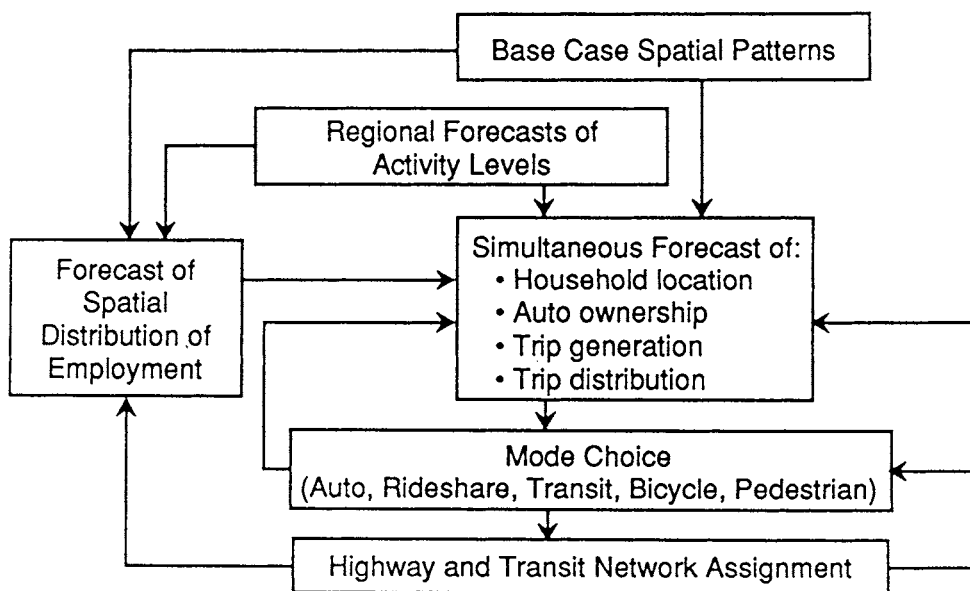 Base Case Spatial Patterns
Regional Forecasts of
Activity Levels
Forecast of
Spatial
Distribution of
Employment
Simultaneous Forecast of:
• Household location
• Auto ownership
• Trip generation
• Trip distribution
Mode Choice
(Auto, Rideshare, Transit, Bicycle, Pedestrian)
Highway and Transit Network Assignment